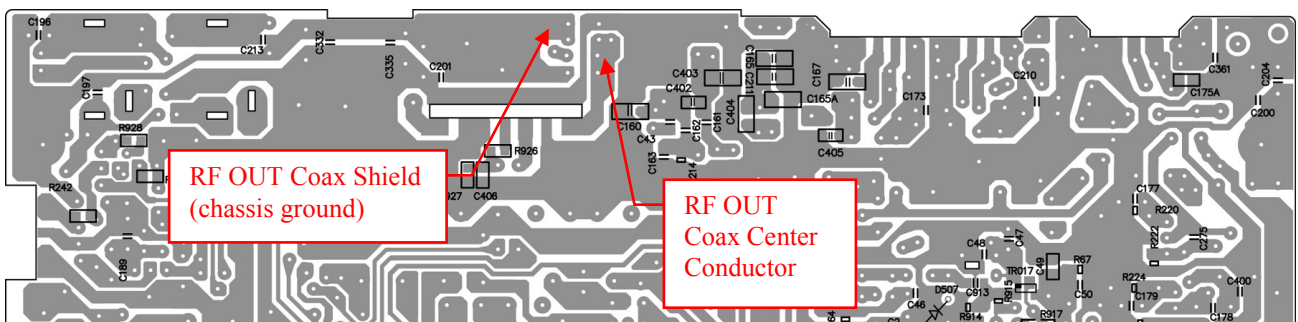 C196
C213
C332
C335
C201
C197
R928
R242
C189
RF OUT Coax Shield
(chassis ground)
R926
C406
C160
C43
C163
C162
C161
C403
C402
C404
C211
C165
C165A
C167
C405
C173
C210
C361
C175A
C204
C200
RF OUT
Coax Center
Conductor
C177
R220
R222
C275
C48
C47
C49
R67
TR017
C913
R915
C50
R224
C179
C400
C178
D507
C46
R914
R917